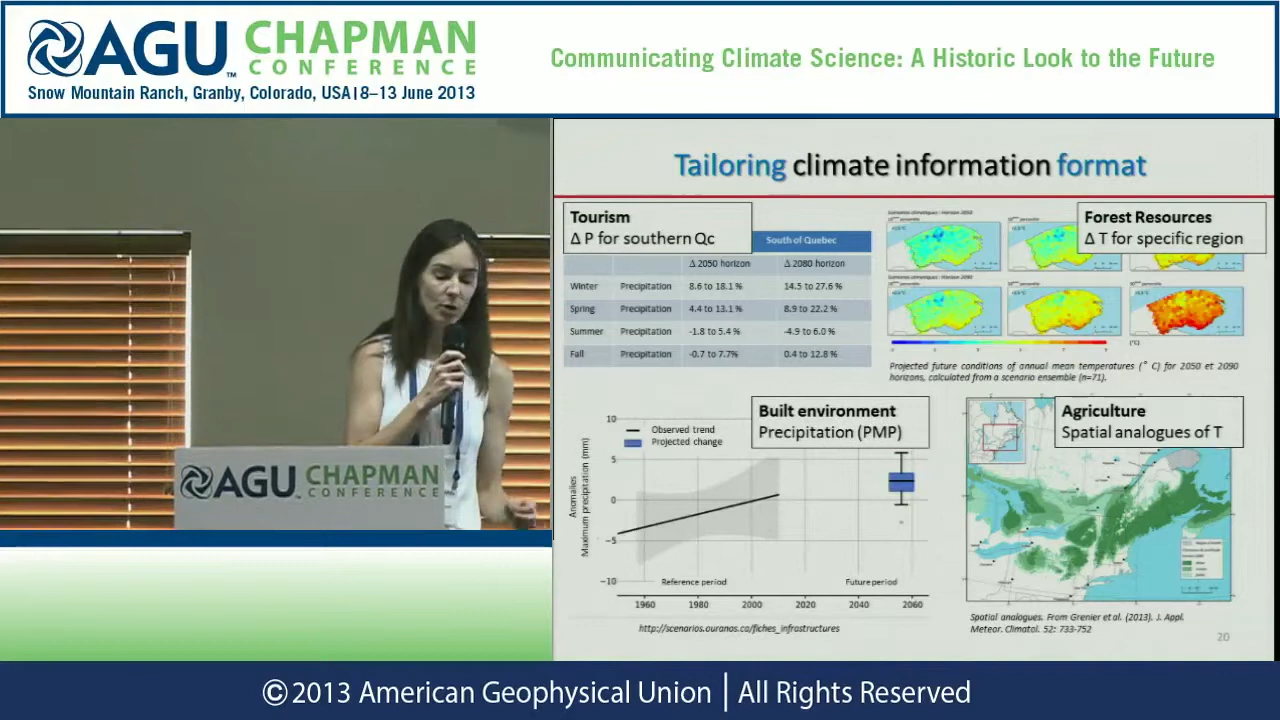 AGU CHAPMAN
CONFERENCE
TM
Snow Mountain Ranch, Granby, Colorado, USA | 8–13 June 2013
Communicating Climate Science: A Historic Look to the Future
AGU CHAPMAN
CONFERENCE
Tailoring climate information format
Tourism
Δ P for southern Qc
South of Quebec
Δ 2050 horizon Δ 2080 horizon
Winter Precipitation 8.6 to 18.1 % 14.5 to 27.6 %
Spring Precipitation 4.4 to 13.1 % 8.9 to 22.2 %
Summer Precipitation -1.8 to 5.4 % -4.9 to 6.0 %
Fall Precipitation -0.7 to 7.7% 0.4 to 12.8 %
Forest Resources
Δ T for specific region
(°C)
Projected future conditions of annual mean temperatures (° C) for 2050 et 2090
horizons, calculated from a scenario ensemble (n=71).
Built environment
Precipitation (PMP)
Observed trend
Projected change
Anomalies
Maximum precipitation (mm)
10
5
0
−5
−10
Reference period Future period
1960 1980 2000 2020 2040 2060
http://scenarios.ouranos.ca/fiches_infrastructures
Agriculture
Spatial analogues of T
Spatial analogues. From Grenier et al. (2013). J. Appl.
Meteor. Climatol. 52: 733-752
20
©2013 American Geophysical Union | All Rights Reserved